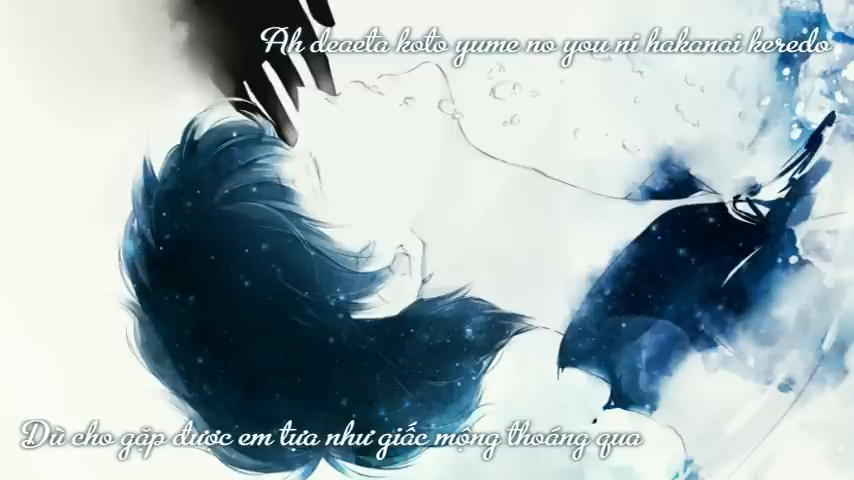 Ah deaeta koto yume no you ni hakanai keredo
Dù cho gặp được em tựa như giấc mộng thoáng qua